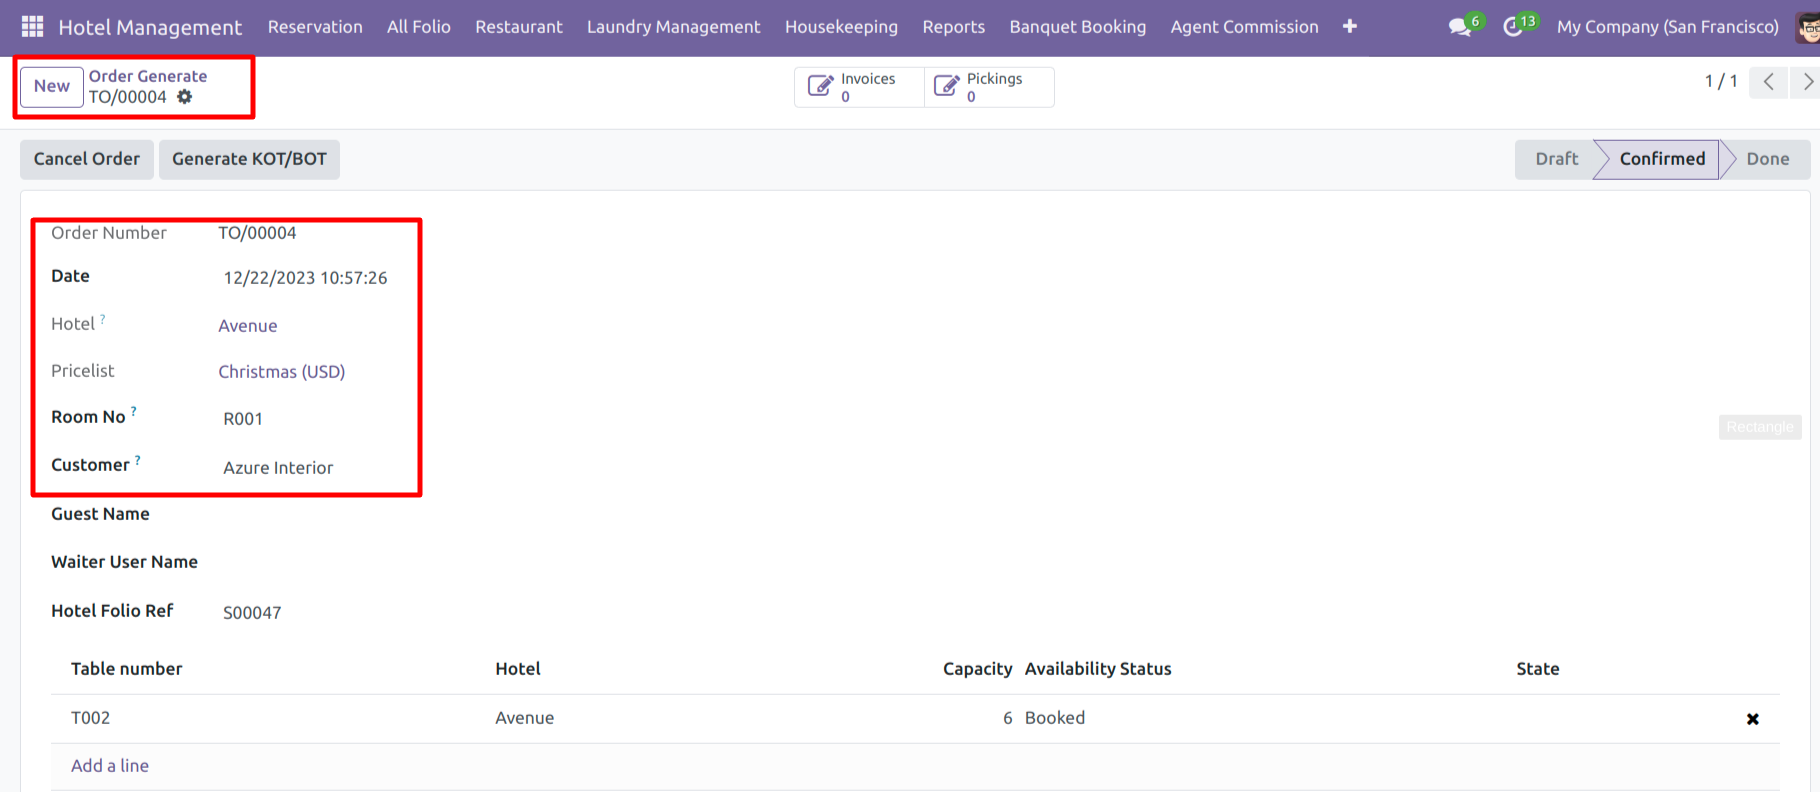 Hotel Management Reservation All Folio Restaurant Laundry Management Housekeeping Reports Banquet Booking Agent Commission 6 13 My Company (San Francisco)
New Order Generate
TO/00004
Invoices
0
Pickings
0
1 / 1
Cancel Order Generate KOT/BOT Draft Confirmed Done
Order Number TO/00004
Date 12/22/2023 10:57:26
Hotel ? Avenue
Pricelist Christmas (USD)
Room No ? R001
Rectangle
Customer ? Azure Interior
Guest Name
Waiter User Name
Hotel Folio Ref S00047
Table number Hotel Capacity Availability Status State
T002 Avenue 6 Booked
Add a line